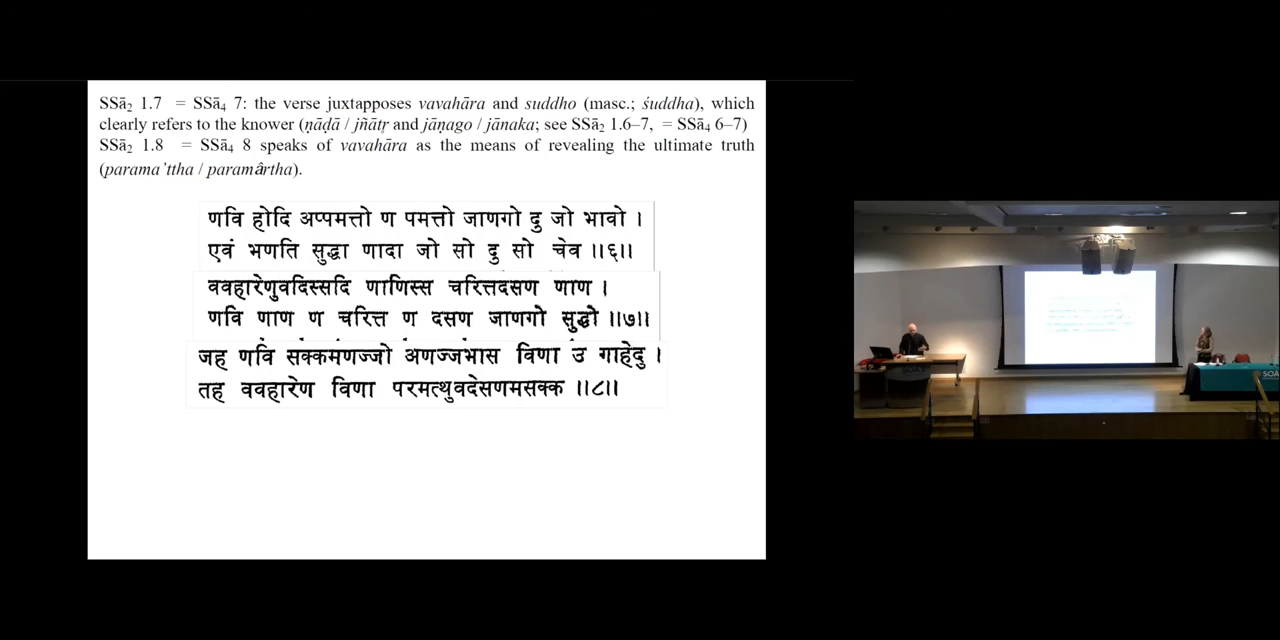 SSā₂ 1.7 = SSā₄ 7: the verse juxtapposes vavahāra and suddho (masc.; śuddha), which
clearly refers to the knower (ṇāḍā / jñātṛ and jāṇago / jānaka; see SSā₂ 1.6–7, = SSā₄ 6–7)
SSā₂ 1.8 = SSā₄ 8 speaks of vavahāra as the means of revealing the ultimate truth
(parama’ttha / paramârtha).
णवि होदि अप्पमत्तो ण पमत्तो जाणगो दु जो भावो ।
एवं भणति सुद्धा णादा जो सो दु सो चेव ॥६॥
ववहारेणुवदिस्सदि णाणिस्स चरित्तदसण णाण ।
णवि णाण ण चरित्त ण दसण जाणगो सुद्धो ॥७॥
जह णवि सक्कमणज्जो अणज्जभास विणा उ गाहेदु ।
तह ववहारेण विणा परमत्थुवदेसणमसक्क ॥८॥
SOA